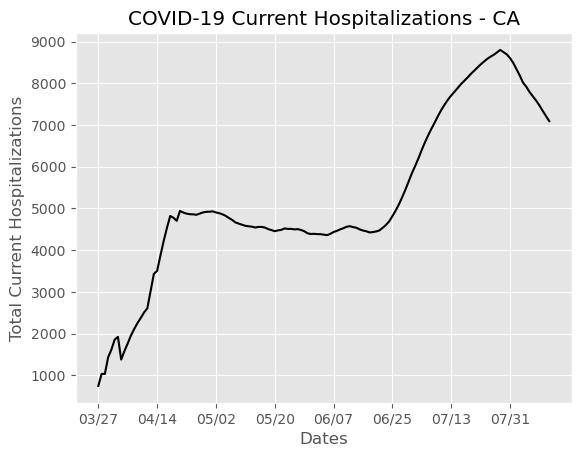 COVID-19 Current Hospitalizations - CA
Total Current Hospitalizations
9000
8000
7000
6000
5000
4000
3000
2000
1000
03/27 04/14 05/02 05/20 06/07 06/25 07/13 07/31
Dates